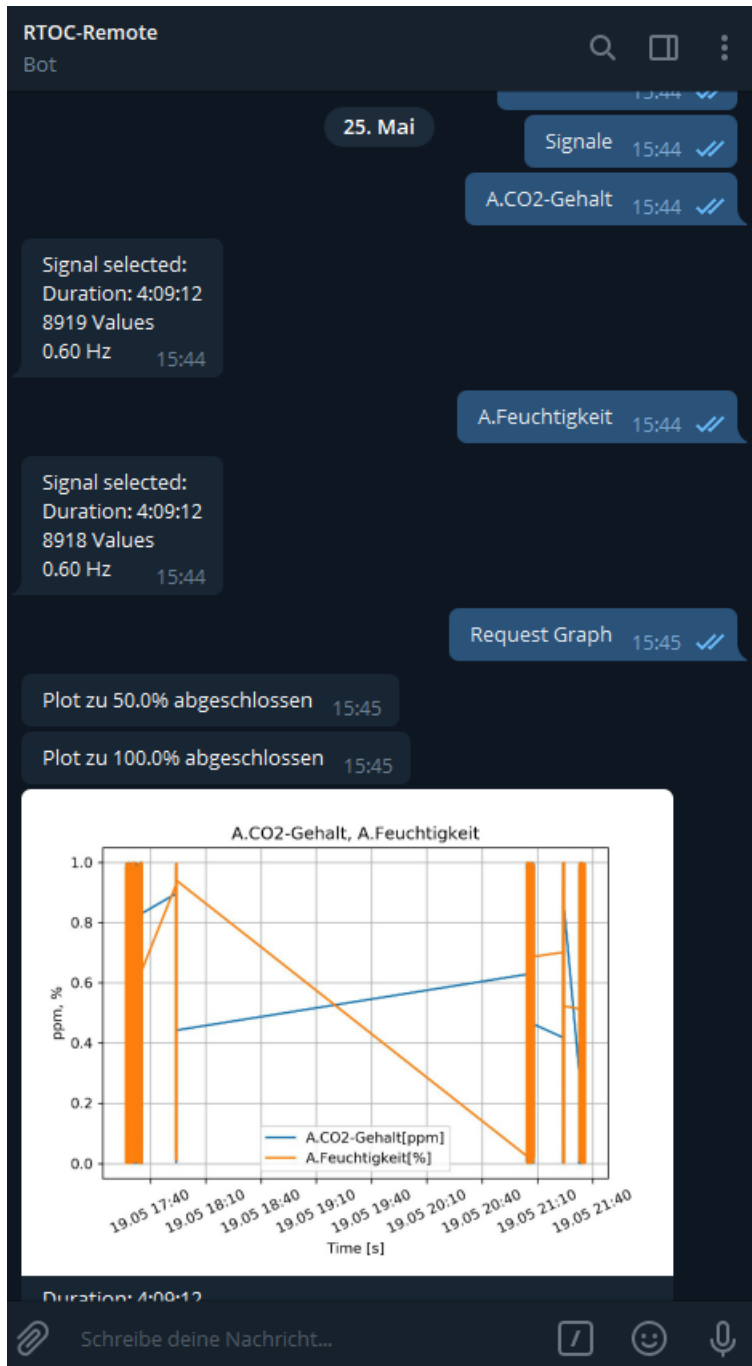 RTOC-Remote
Bot
15:44
25. Mai
Signale 15:44
A.CO2-Gehalt 15:44
Signal selected:
Duration: 4:09:12
8919 Values
0.60 Hz 15:44
A.Feuchtigkeit 15:44
Signal selected:
Duration: 4:09:12
8918 Values
0.60 Hz 15:44
Request Graph 15:45
Plot zu 50.0% abgeschlossen 15:45
Plot zu 100.0% abgeschlossen 15:45
A.CO2-Gehalt, A.Feuchtigkeit
ppm, %
1.0
0.8
0.6
0.4
0.2
0.0
A.CO2-Gehalt[ppm]
A.Feuchtigkeit[%]
19.05 17:40
19.05 18:10
19.05 18:40
19.05 19:10
19.05 19:40
19.05 20:10
19.05 20:40
19.05 21:10
19.05 21:40
Time [s]
Duration: 4:09:12
Schreibe deine Nachricht...